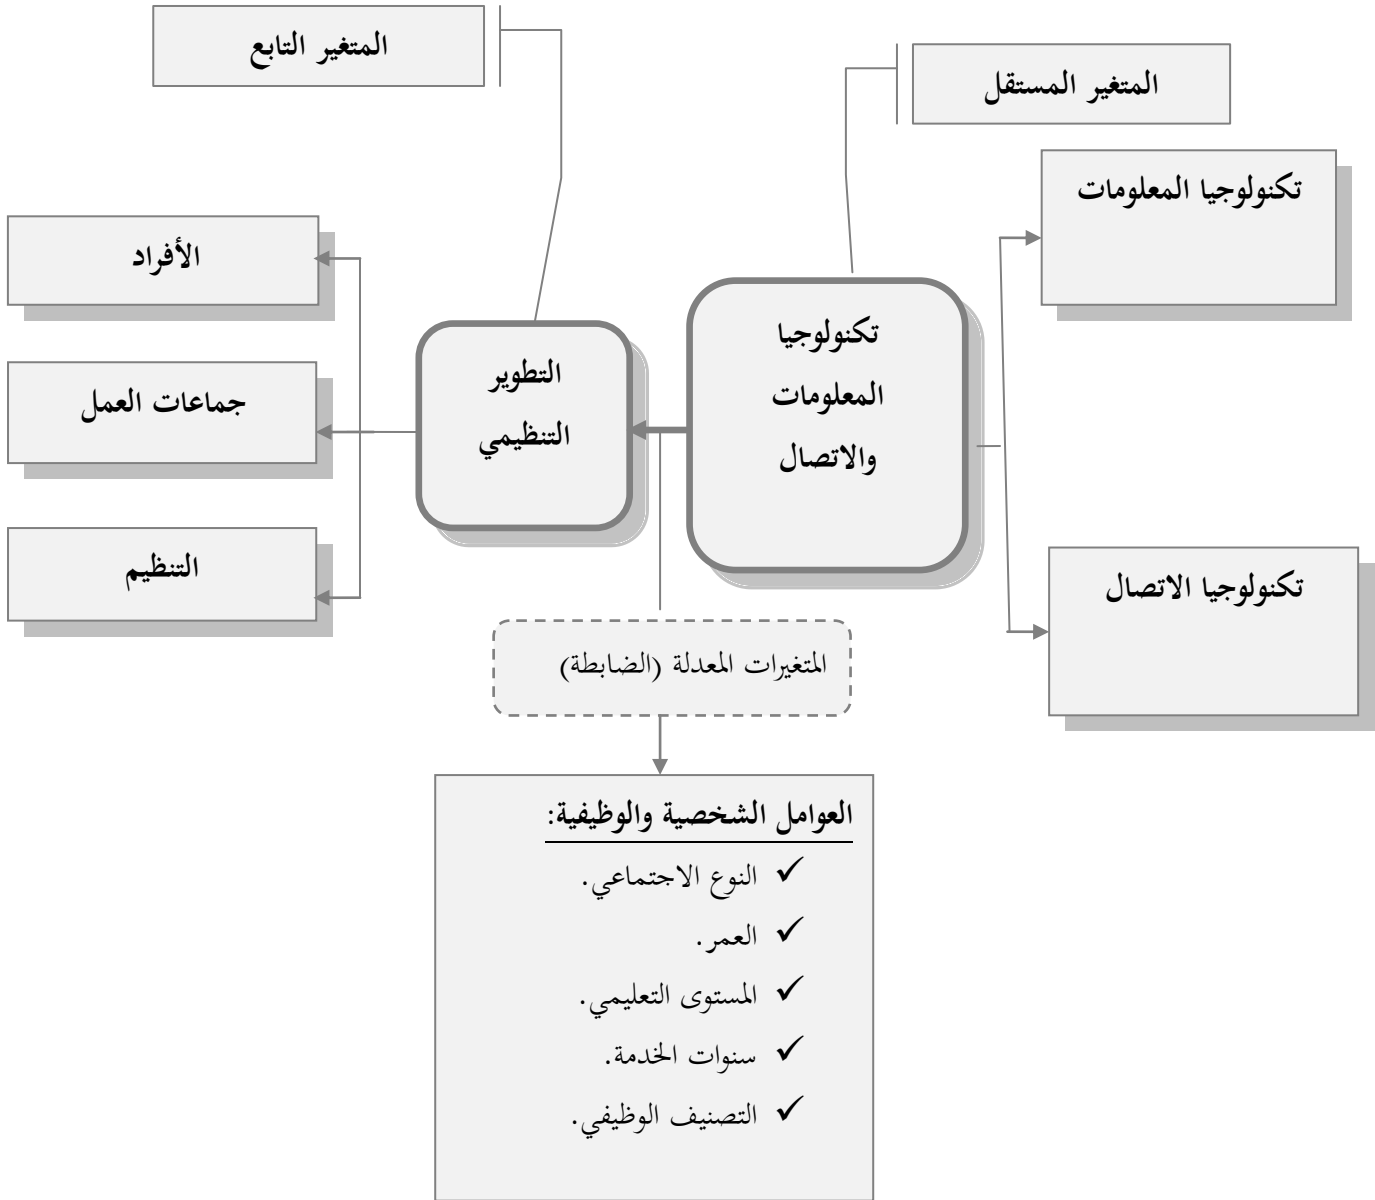 المتغير التابع
المتغير المستقل
تكنولوجيا المعلومات
الأفراد
تكنولوجيا
المعلومات
والاتصال
التطوير
التنظيمي
جماعات العمل
التنظيم
تكنولوجيا الاتصال
المتغيرات المعدلة (الضابطة)
العوامل الشخصية والوظيفية:
✓ النوع الاجتماعي.
✓ العمر.
✓ المستوى التعليمي.
✓ سنوات الخدمة.
✓ التصنيف الوظيفي.